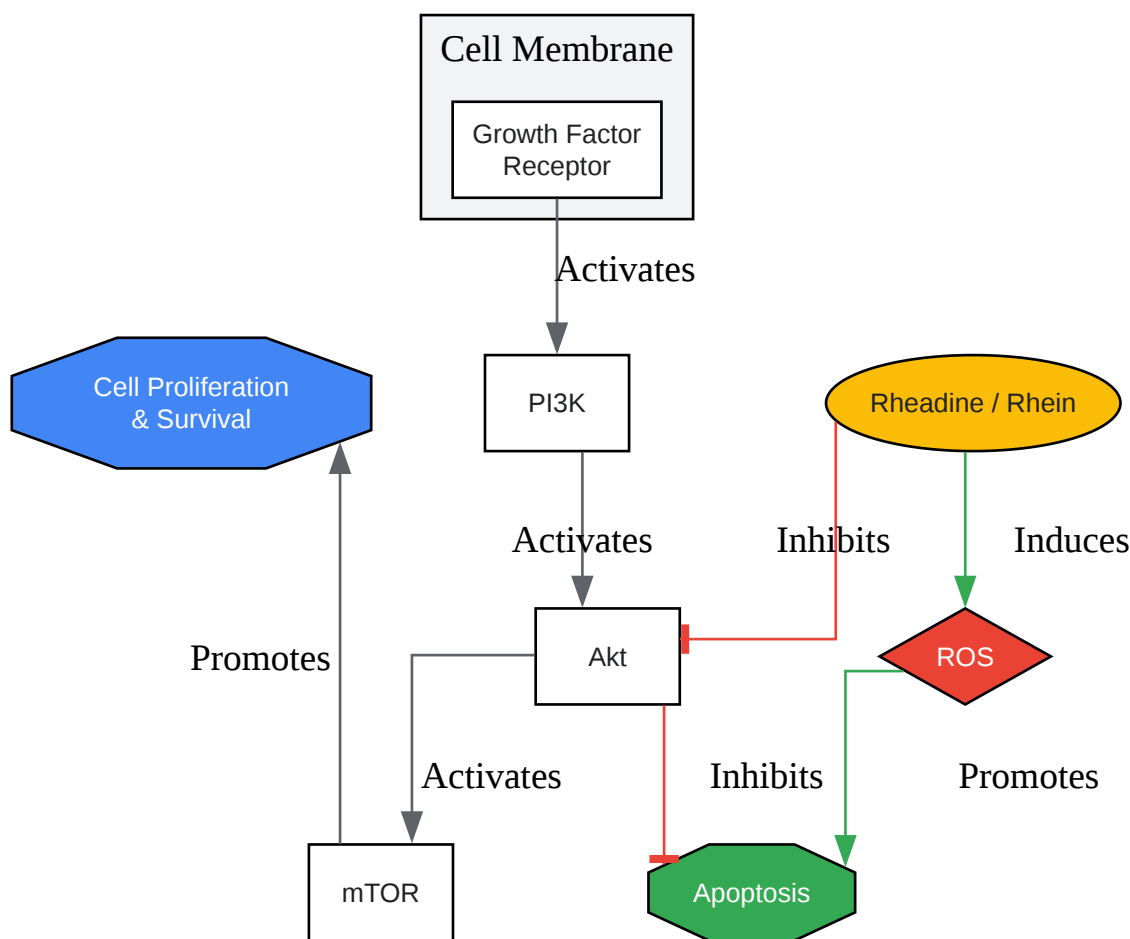 Cell Membrane
Growth Factor
Receptor
Activates
Cell Proliferation
& Survival
PI3K
Rheadine / Rhein
Activates
Inhibits
Induces
Promotes
Akt
ROS
Activates
Inhibits
Promotes
mTOR
Apoptosis